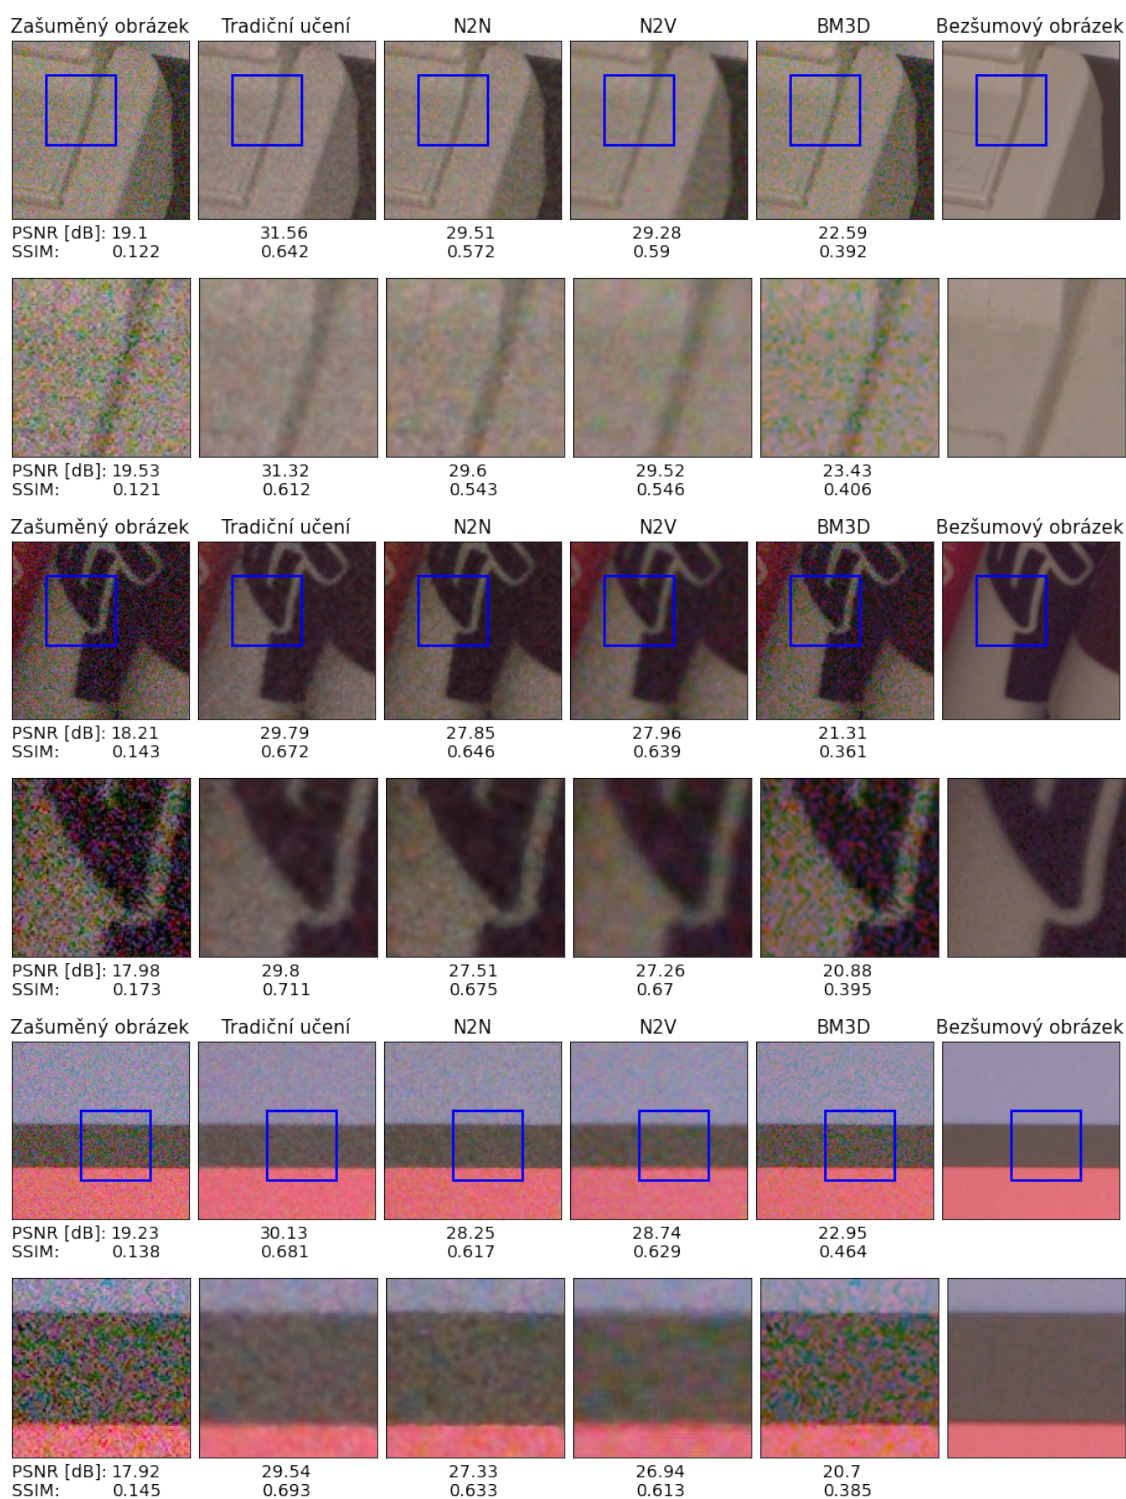 Zašuměný obrázek Tradiční učení N2N N2V BM3D Bezšumový obrázek
PSNR [dB]: 19.1 31.56 29.51 29.28 22.59
SSIM: 0.122 0.642 0.572 0.59 0.392
PSNR [dB]: 19.53 31.32 29.6 29.52 23.43
SSIM: 0.121 0.612 0.543 0.546 0.406
Zašuměný obrázek Tradiční učení N2N N2V BM3D Bezšumový obrázek
PSNR [dB]: 18.21 29.79 27.85 27.96 21.31
SSIM: 0.143 0.672 0.646 0.639 0.361
PSNR [dB]: 17.98 29.8 27.51 27.26 20.88
SSIM: 0.173 0.711 0.675 0.67 0.395
Zašuměný obrázek Tradiční učení N2N N2V BM3D Bezšumový obrázek
PSNR [dB]: 19.23 30.13 28.25 28.74 22.95
SSIM: 0.138 0.681 0.617 0.629 0.464
PSNR [dB]: 17.92 29.54 27.33 26.94 20.7
SSIM: 0.145 0.693 0.633 0.613 0.385